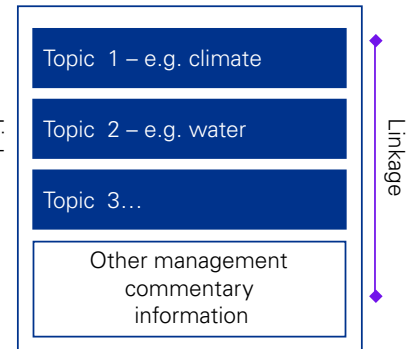 Topic 1 – e.g. climate
Topic 2 – e.g. water
Topic 3…
Other management
commentary
information
Linkage